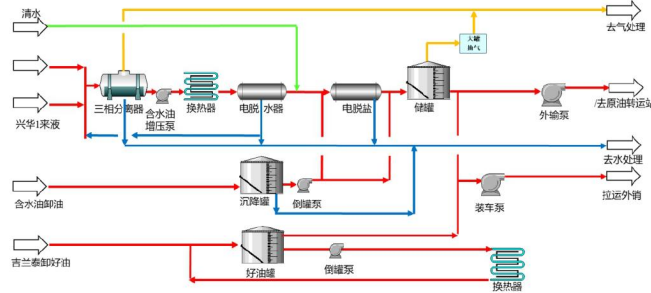 清水
去气处理
大罐
抽气
三相分离器
含水油
增压泵
换热器
电脱水器
电脱盐
储罐
外输泵
/去原油转运站
兴华1来液
去水处理
含水油卸油
沉降罐
倒罐泵
装车泵
拉运外销
吉兰泰卸好油
好油罐
倒罐泵
换热器